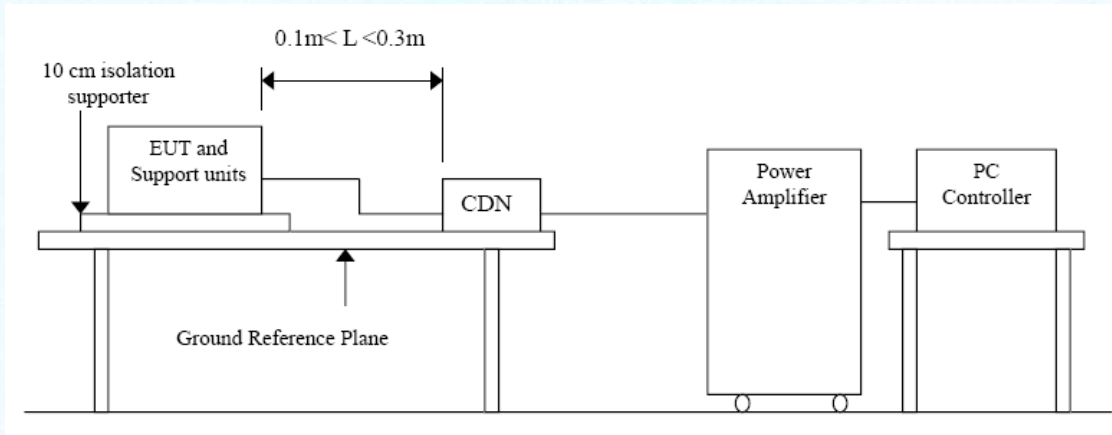 0.1m< L <0.3m
10 cm isolation
supporter
EUT and
Support units
CDN
Power
Amplifier
PC
Controller
Ground Reference Plane